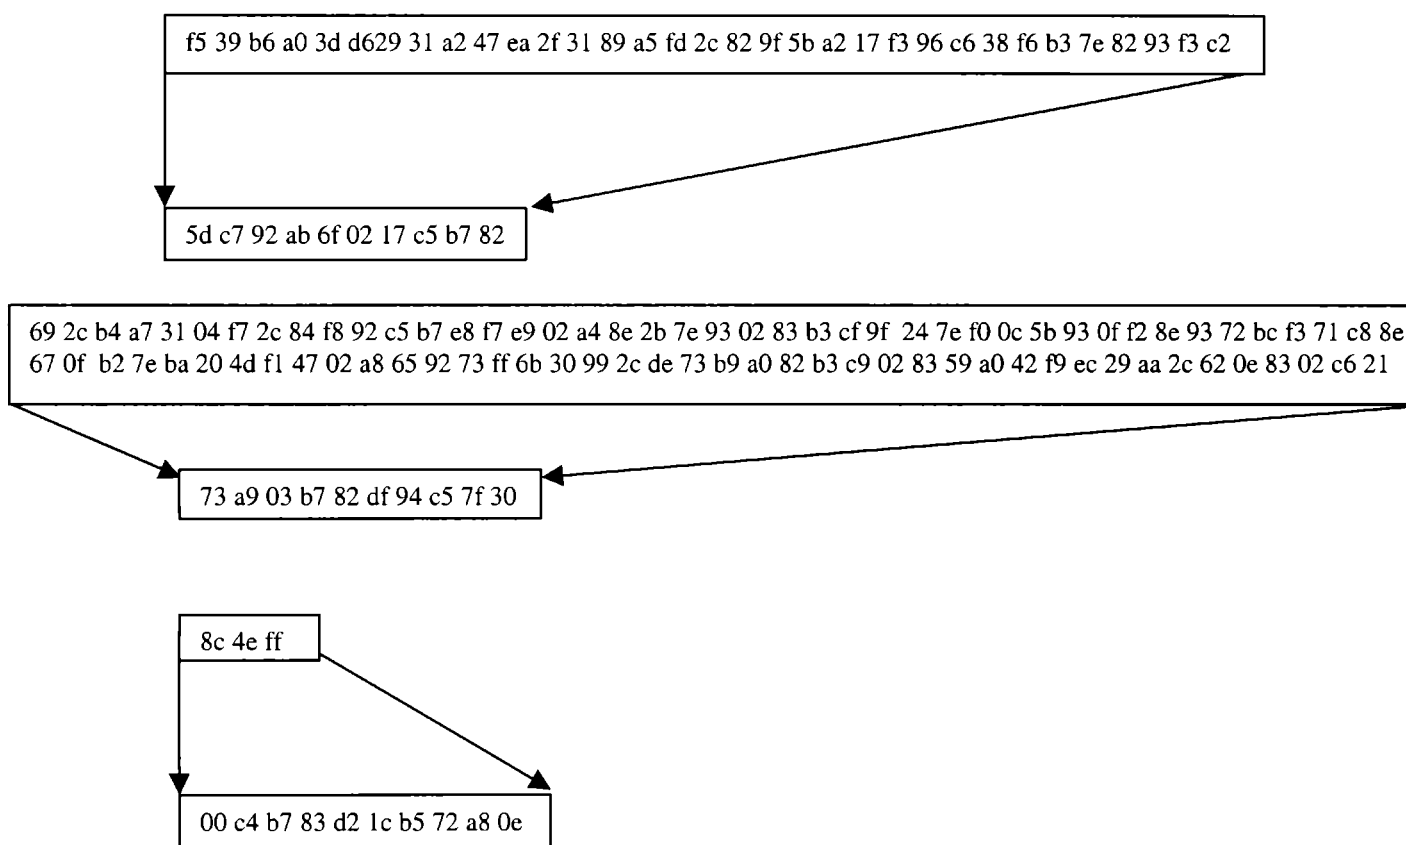 f5 39 b6 a0 3d d629 31 a2 47 ea 2f 31 89 a5 fd 2c 82 9f 5b a2 17 f3 96 c6 38 f6 b3 7e 82 93 f3 c2
5d c7 92 ab 6f 02 17 c5 b7 82
69 2c b4 a7 31 04 f7 2c 84 f8 92 c5 b7 e8 f7 e9 02 a4 8e 2b 7e 93 02 83 b3 cf 9f 24 7e f0 0c 5b 93 0f f2 8e 93 72 bc f3 71 c8 8e
67 0f b2 7e ba 20 4d f1 47 02 a8 65 92 73 ff 6b 30 99 2c de 73 b9 a0 82 b3 c9 02 83 59 a0 42 f9 ec 29 aa 2c 62 0e 83 02 c6 21
73 a9 03 b7 82 df 94 c5 7f 30
8c 4e ff
00 c4 b7 83 d2 1c b5 72 a8 0e